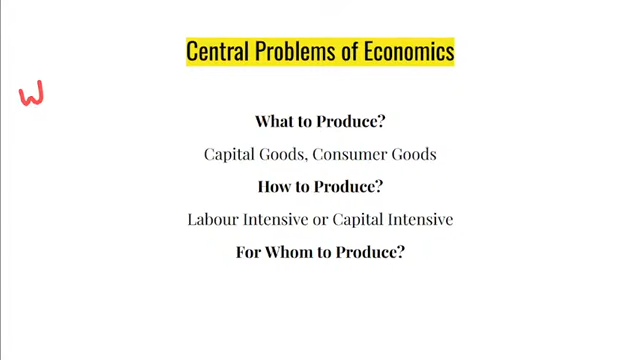 Central Problems of Economics
W
What to Produce?
Capital Goods, Consumer Goods
How to Produce?
Labour Intensive or Capital Intensive
For Whom to Produce?